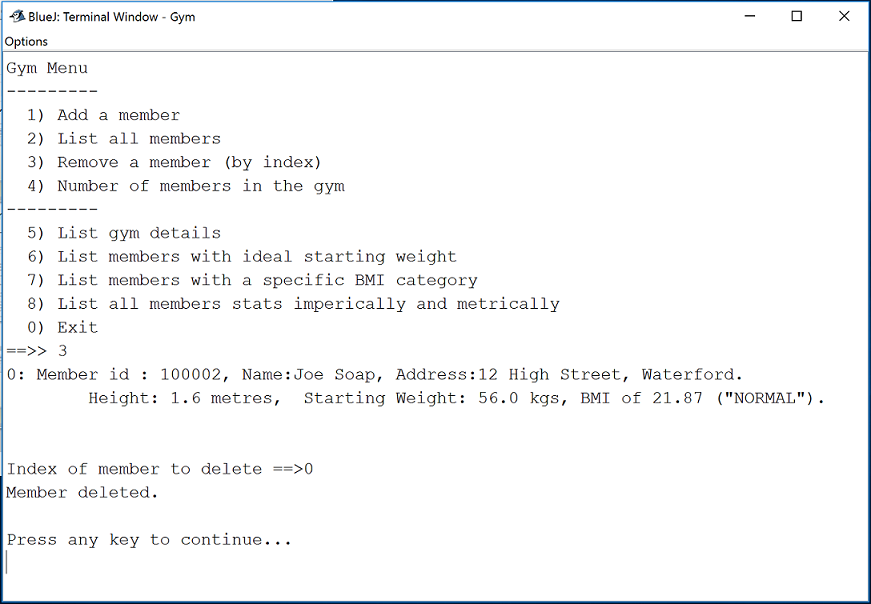 BlueJ: Terminal Window - Gym
Options
Gym Menu
---------
  1) Add a member
  2) List all members
  3) Remove a member (by index)
  4) Number of members in the gym
---------
  5) List gym details
  6) List members with ideal starting weight
  7) List members with a specific BMI category
  8) List all members stats imperically and metrically
  0) Exit
==>> 3
0: Member id : 100002, Name:Joe Soap, Address:12 High Street, Waterford.
        Height: 1.6 metres,  Starting Weight: 56.0 kgs, BMI of 21.87 ("NORMAL").
Index of member to delete ==>0
Member deleted.
Press any key to continue...